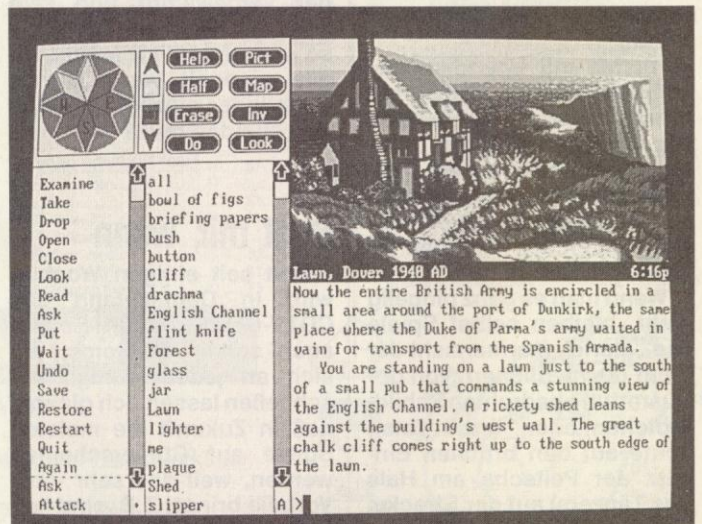 Help Pict
Half Map
Erase Inv
Do Look
W E
S
Examine
Take
Drop
Open
Close
Look
Read
Ask
Put
Wait
Undo
Save
Restore
Restart
Quit
Again
Ask
Attack
all
bowl of figs
briefing papers
bush
button
Cliff
drachma
English Channel
flint knife
Forest
glass
jar
Lawn
lighter
me
plaque
Shed
slipper
A
Lawn, Dover 1940 AD 6:16p
Now the entire British Army is encircled in a
small area around the port of Dunkirk, the same
place where the Duke of Parma's army waited in
vain for transport from the Spanish Armada.
You are standing on a lawn just to the south
of a small pub that commands a stunning view of
the English Channel. A rickety shed leans
against the building's west wall. The great
chalk cliff comes right up to the south edge of
the lawn.
>